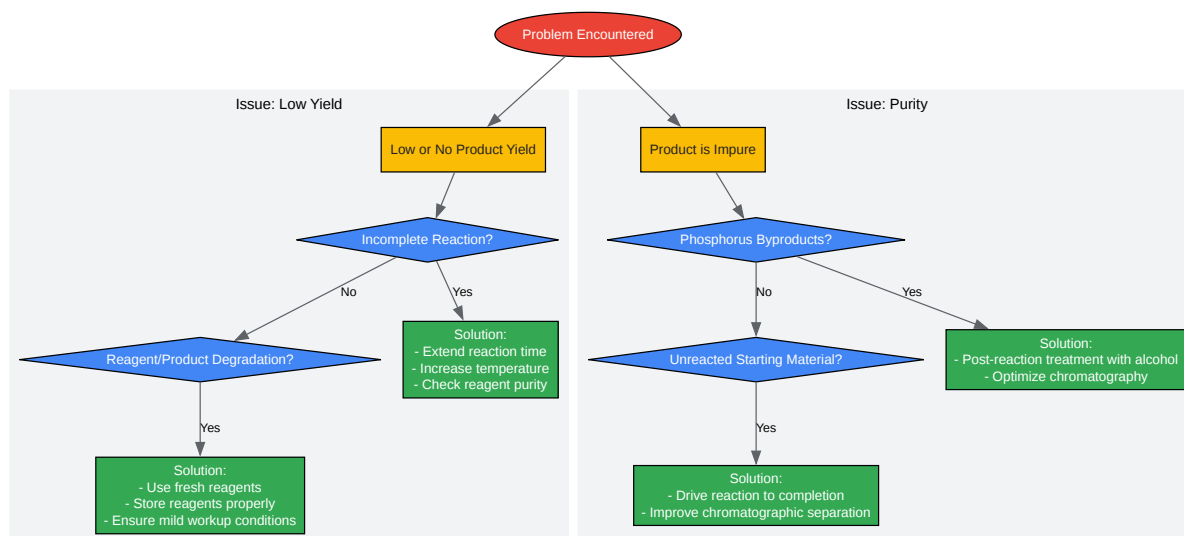 Problem Encountered
Issue: Low Yield
Issue: Purity
Low or No Product Yield
Product is Impure
Incomplete Reaction?
Phosphorus Byproducts?
No
Yes
No
Yes
Solution:
- Extend reaction time
- Increase temperature
- Check reagent purity
Solution:
- Post-reaction treatment with alcohol
- Optimize chromatography
Reagent/Product Degradation?
Unreacted Starting Material?
Yes
Yes
Solution:
- Use fresh reagents
- Store reagents properly
- Ensure mild workup conditions
Solution:
- Drive reaction to completion
- Improve chromatographic separation